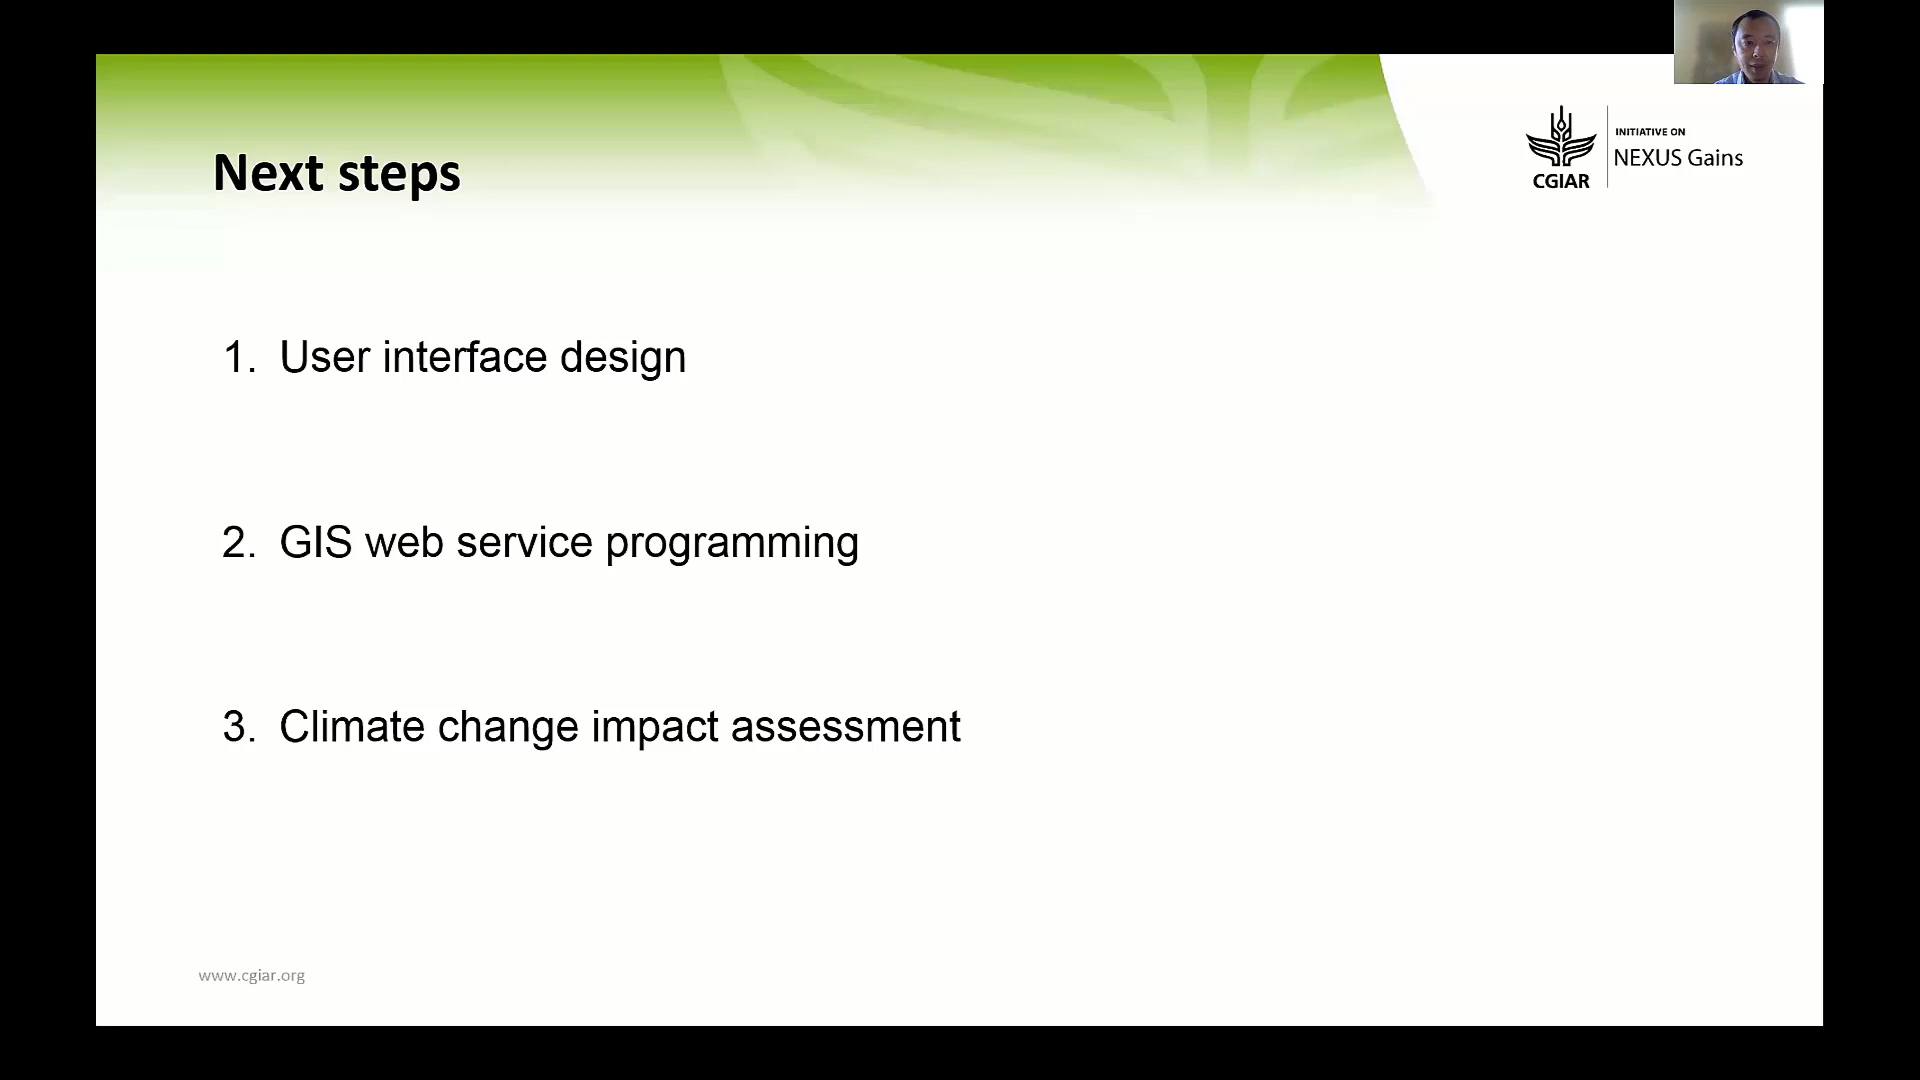 Next steps
INITIATIVE ON
NEXUS Gains
CGIAR
1. User interface design
2. GIS web service programming
3. Climate change impact assessment
www.cgiar.org